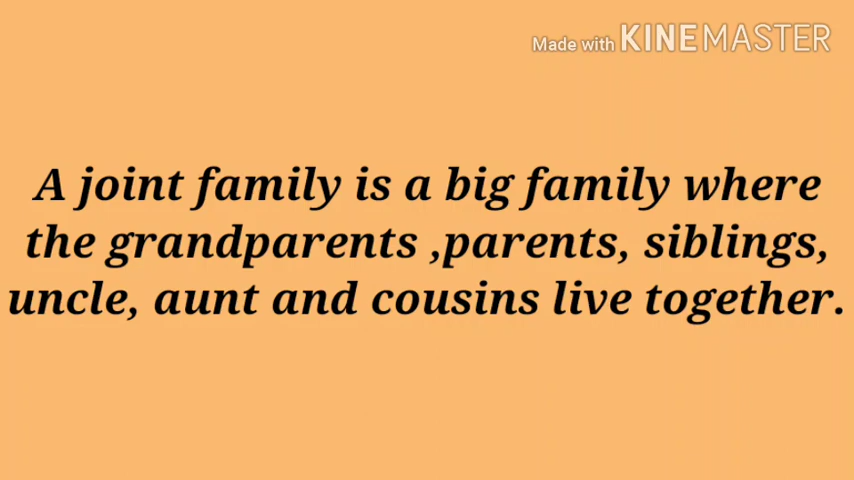 Made with KINEMASTER
A joint family is a big family where
the grandparents ,parents, siblings,
uncle, aunt and cousins live together.